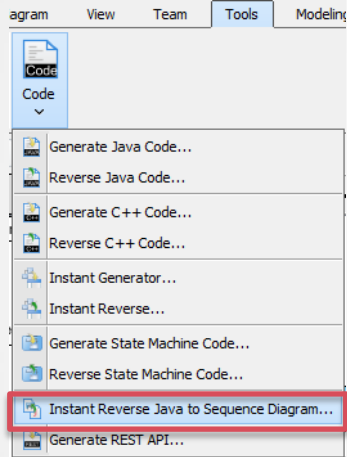 agram View Team Tools Modeling
Code
Code
Generate Java Code...
Reverse Java Code...
Generate C++ Code...
Reverse C++ Code...
Instant Generator...
Instant Reverse...
Generate State Machine Code...
Reverse State Machine Code...
Instant Reverse Java to Sequence Diagram...
Generate REST API...